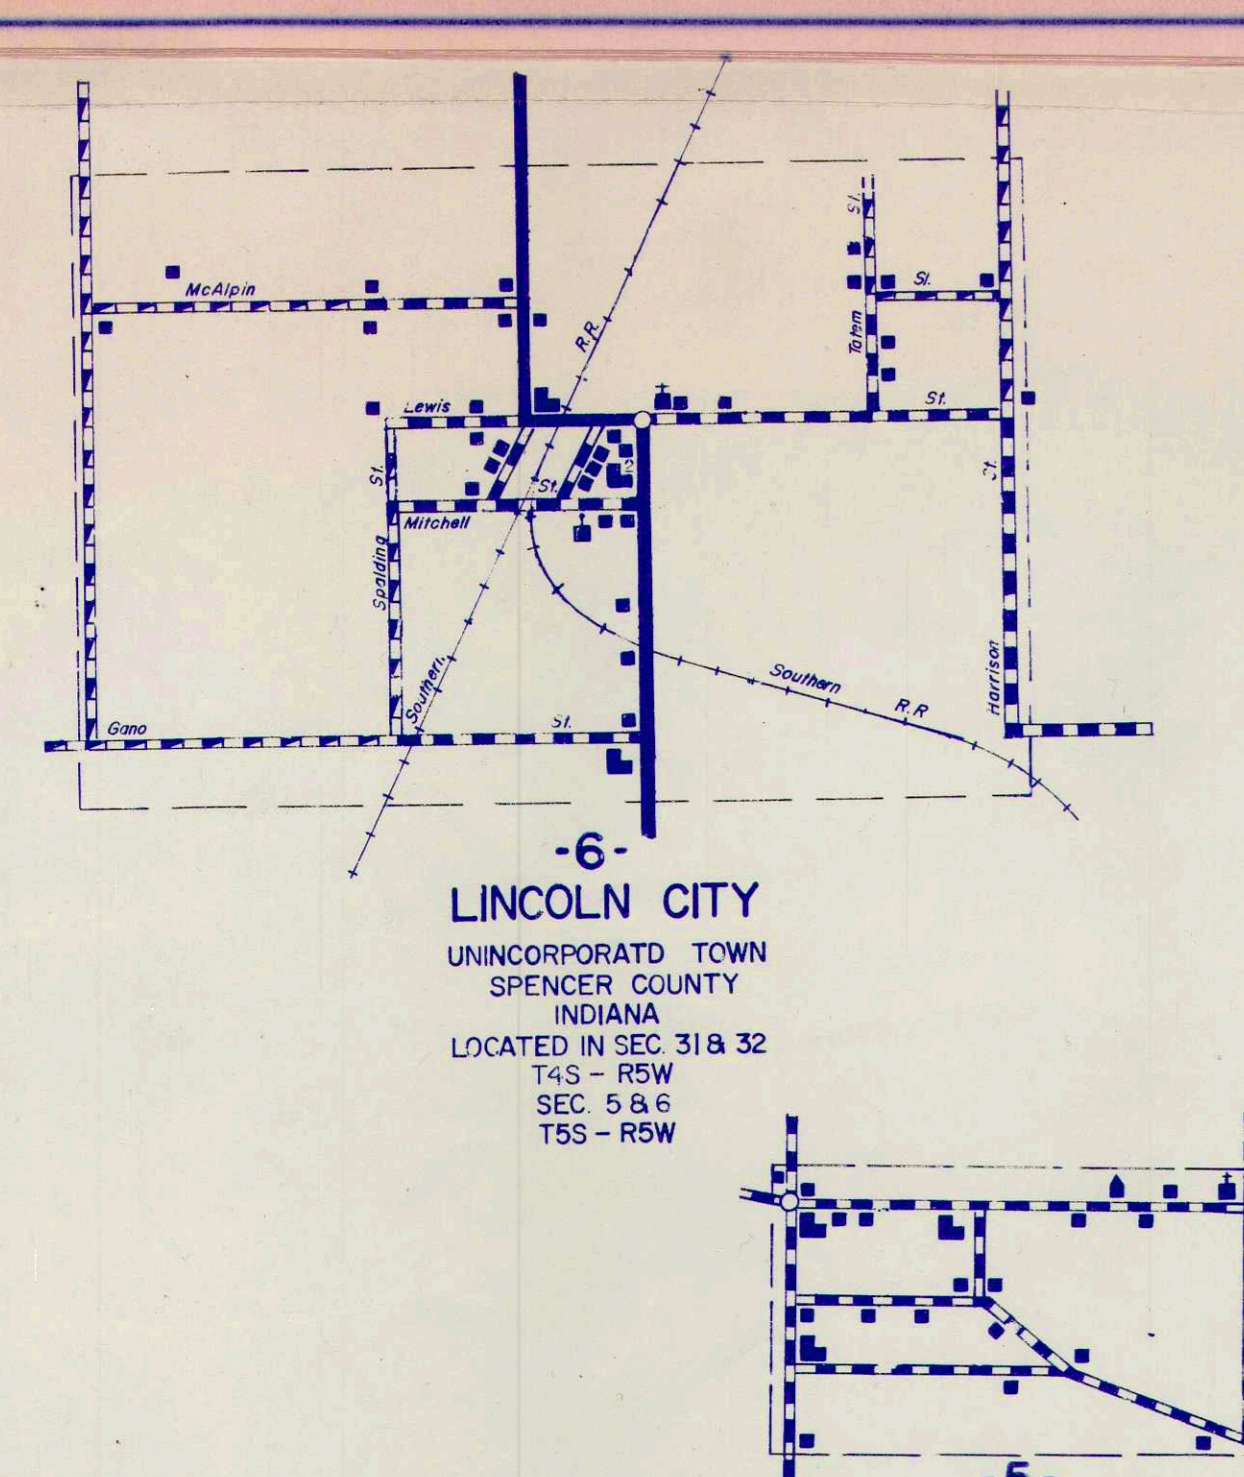 McAlpin
R.R.
St.
Tatem
St.
Lewis
St.
St.
St.
St.
2
Mitchell
Spalding
Southern
Southern
R.R
Harrison
Gano
St.
-6-
LINCOLN CITY
UNINCORPORATD TOWN
SPENCER COUNTY
INDIANA
LOCATED IN SEC. 31 & 32
T4S - R5W
SEC. 5 & 6
T5S - R5W